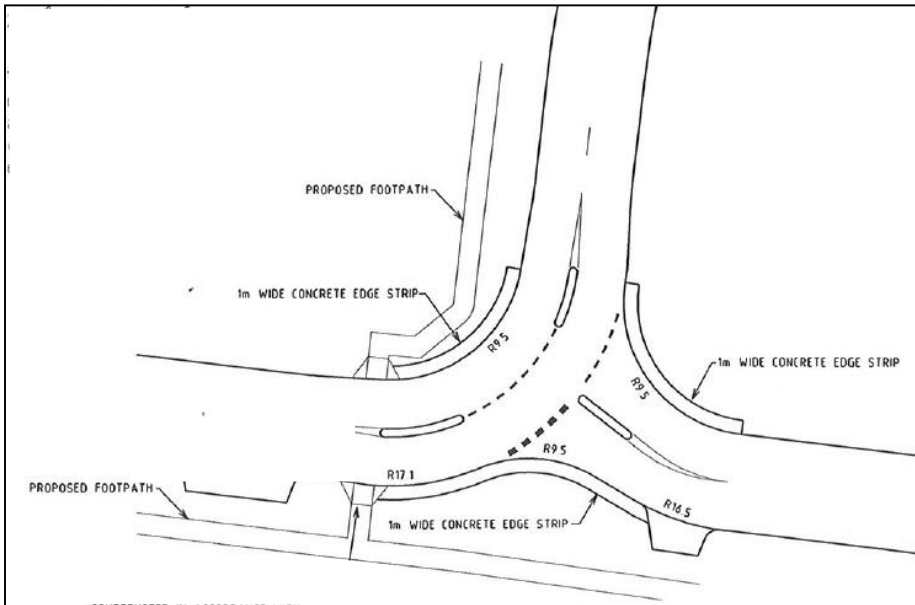 PROPOSED FOOTPATH
1m WIDE CONCRETE EDGE STRIP
R9.5
R9.5
1m WIDE CONCRETE EDGE STRIP
R9.5
R17.1
PROPOSED FOOTPATH
R16.5
1m WIDE CONCRETE EDGE STRIP